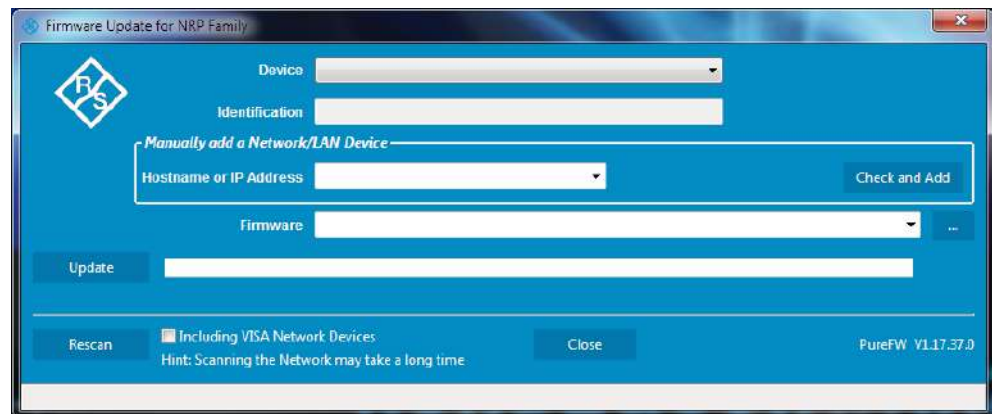 Firmware Update for NRP Family
x
R
S
Device
Identification
Manually add a Network/LAN Device
Hostname or IP Address
Check and Add
Firmware
...
Update
Rescan
Including VISA Network Devices
Hint: Scanning the Network may take a long time
Close
PureFW V1.17.37.0